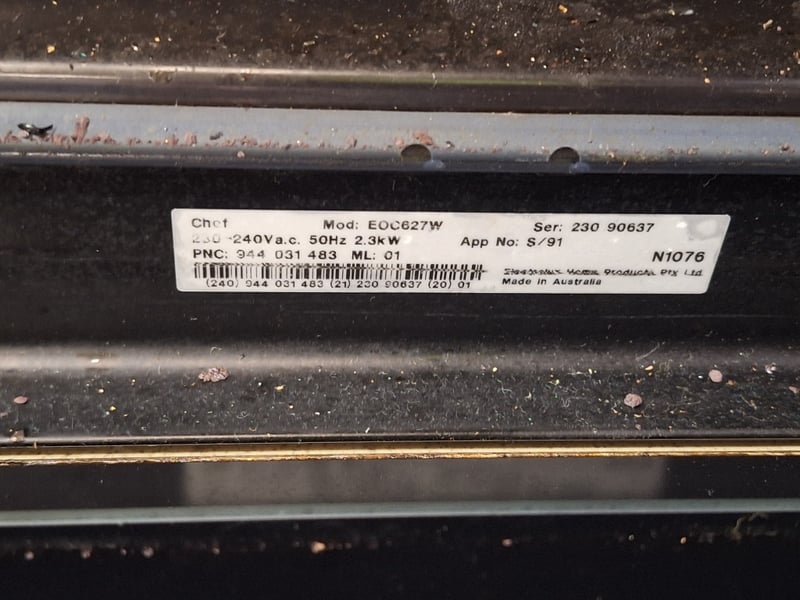 Chef Mod: EOC627W Ser: 230 90637
230-240Va.c. 50Hz 2.3kW App No: S/91
PNC: 944 031 483 ML: 01 N1076
Electrolux Home Products Pty Ltd
(240) 944 031 483 (21) 230 90637 (20) 01 Made in Australia